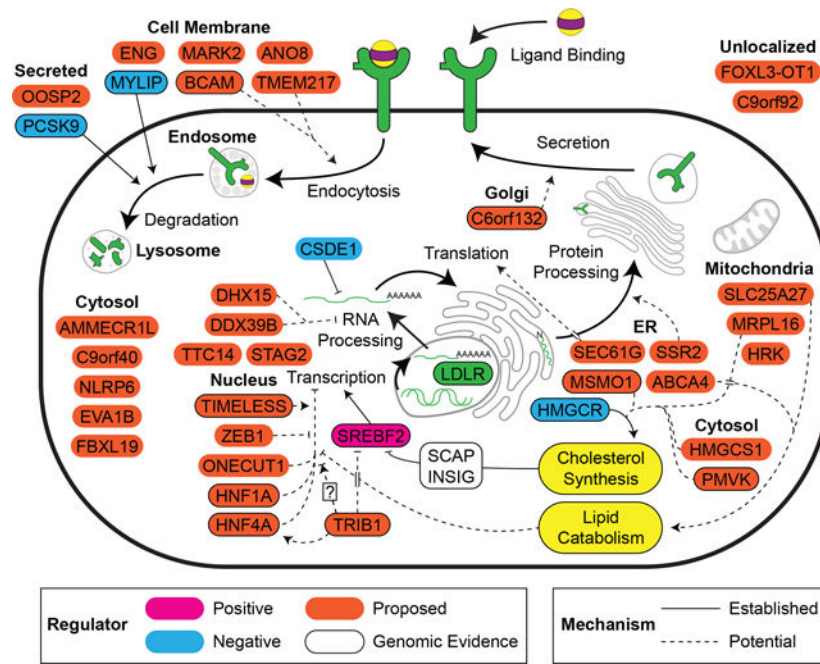 Cell Membrane
ENG MARK2 ANO8
MYLIP BCAM TMEM217
Secreted
OOSP2
PCSK9
Ligand Binding
Unlocalized
FOXL3-OT1
C9orf92
Endosome
Endocytosis
Degradation
Lysosome
Secretion
Golgi
C6orf132
CSDE1
Translation
Protein
Processing
Mitochondria
SLC25A27
MRPL16
HRK
DHX15
DDX39B
TTC14 STAG2
AAAAAA
RNA
Processing
AAAAAA
LDLR
N
ER
SEC61G SSR2
MSMO1 ABCA4
HMGCR
Cytosol
AMMECR1L
C9orf40
NLRP6
EVA1B
FBXL19
Nucleus
TIMELESS
ZEB1
ONECUT1
HNF1A
HNF4A
Transcription
SREBF2
?
TRIB1
SCAP
INSIG
Cholesterol
Synthesis
Lipid
Catabolism
Cytosol
HMGCS1
PMVK
Regulator
Positive
Negative
Proposed
Genomic Evidence
Mechanism
Established
Potential